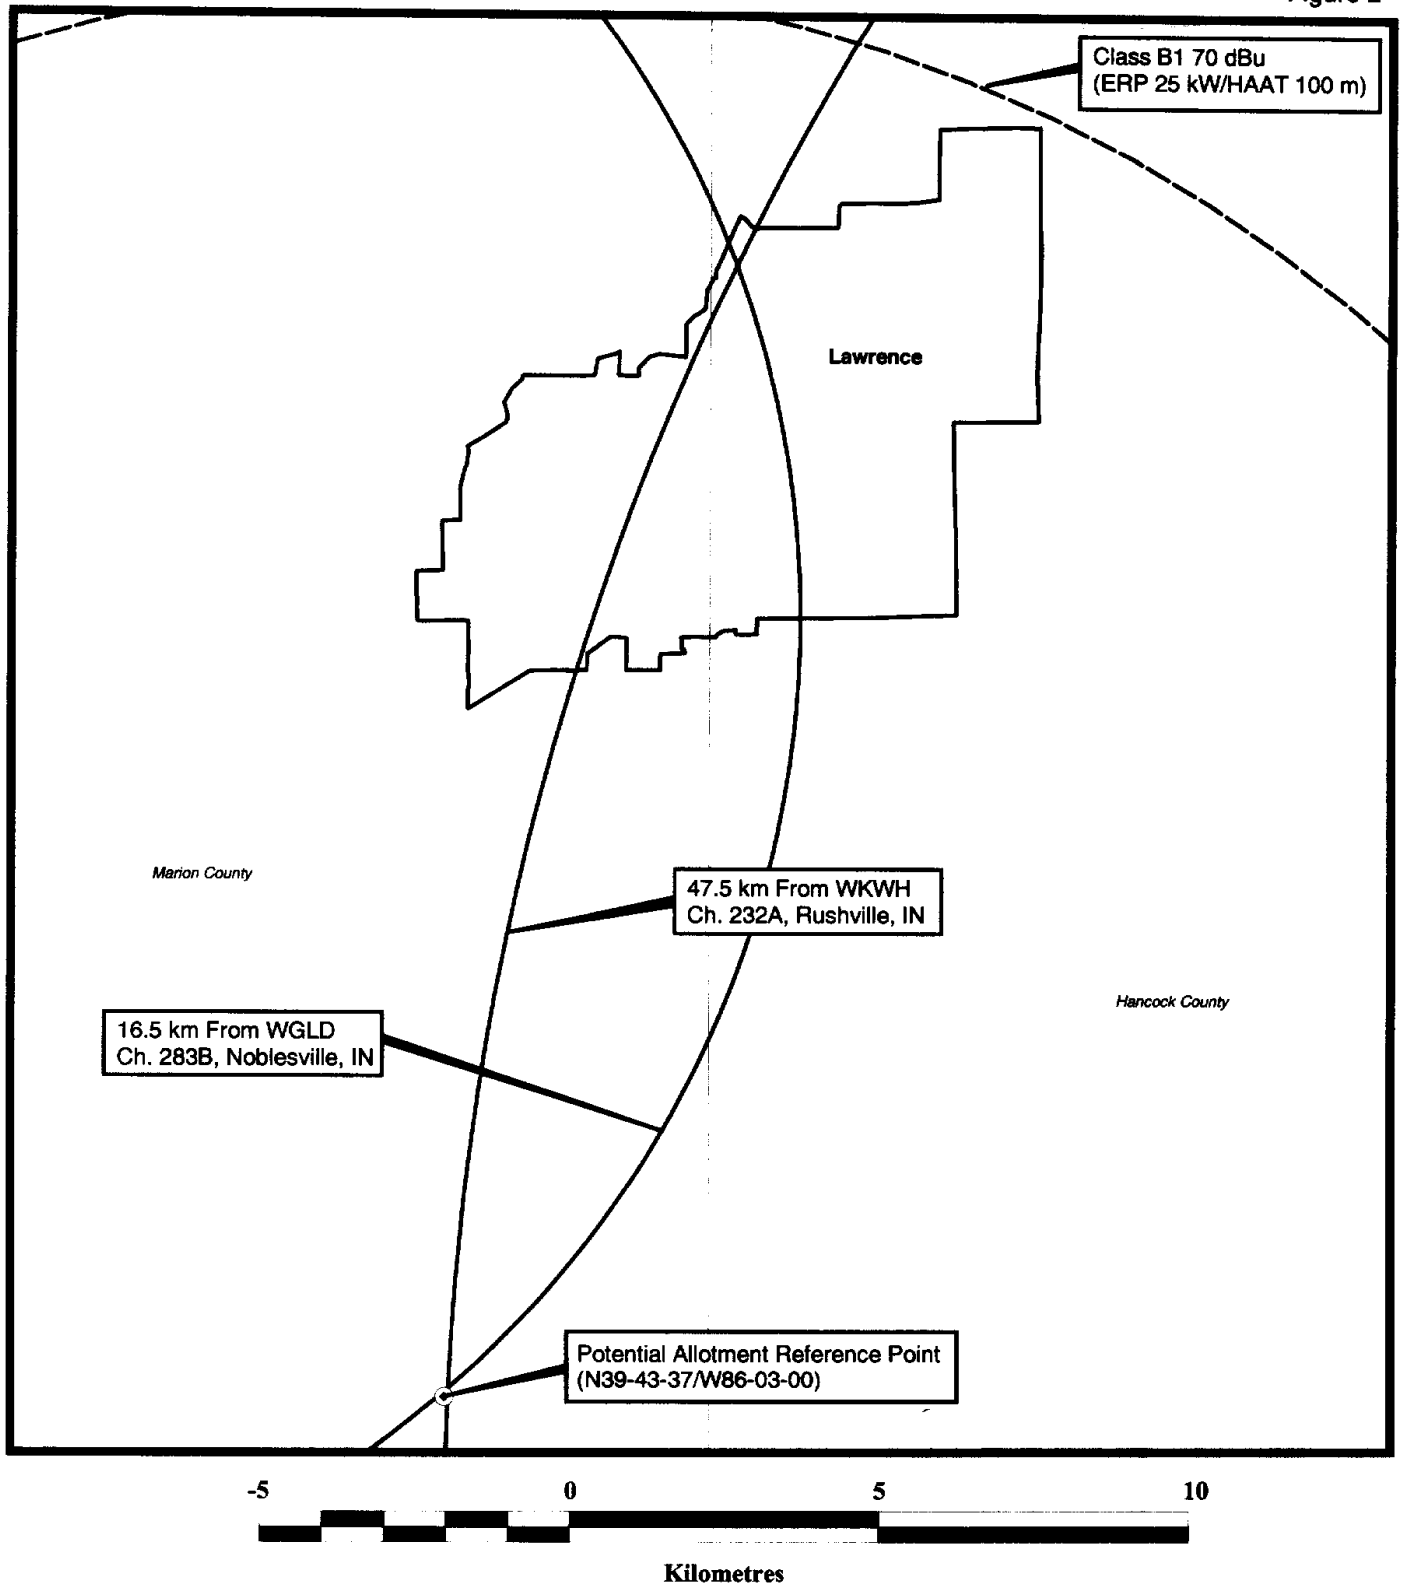 Figure 2
Class B1 70 dBu
(ERP 25 kW/HAAT 100 m)
Lawrence
Marion County
47.5 km From WKWH
Ch. 232A, Rushville, IN
Hancock County
16.5 km From WGLD
Ch. 283B, Noblesville, IN
Potential Allotment Reference Point
(N39-43-37/W86-03-00)
-5 0 5 10
Kilometres